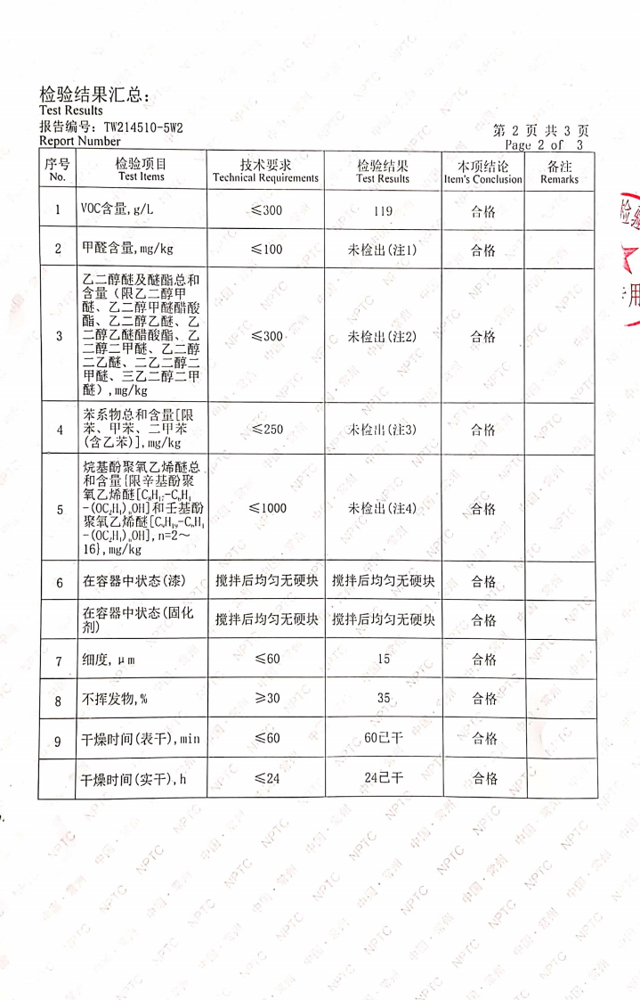 检验结果汇总：
Test Results
报告编号：TW214510-5W2
Report Number
第 2 页 共 3 页
Page 2 of 3
序号 检验项目 技术要求 检验结果 本项结论 备注
No. Test Items Technical Requirements Test Results Item's Conclusion Remarks
1 VOC含量,g/L ≤300 119 合格
2 甲醛含量,mg/kg ≤100 未检出(注1) 合格
乙二醇醚及醚酯总和
含量（限乙二醇甲
醚、乙二醇甲醚醋酸
酯、乙二醇乙醚、乙
3 二醇乙醚醋酸酯、乙 ≤300 未检出(注2) 合格
二醇二甲醚、乙二醇
二乙醚、二乙二醇二
甲醚、三乙二醇二甲
醚）,mg/kg
苯系物总和含量[限
4 苯、甲苯、二甲苯 ≤250 未检出(注3) 合格
(含乙苯)],mg/kg
烷基酚聚氧乙烯醚总
和含量{限辛基酚聚
氧乙烯醚[C₈H₁₇-C₆H₄
5 -(OC₂H₄)ₙOH]和壬基酚 ≤1000 未检出(注4) 合格
聚氧乙烯醚[C₉H₁₉-C₆H₄
-(OC₂H₄)ₙOH],n=2～
16},mg/kg
6 在容器中状态(漆) 搅拌后均匀无硬块 搅拌后均匀无硬块 合格
在容器中状态(固化
剂) 搅拌后均匀无硬块 搅拌后均匀无硬块 合格
7 细度,μm ≤60 15 合格
8 不挥发物,% ≥30 35 合格
9 干燥时间(表干),min ≤60 60已干 合格
干燥时间(实干),h ≤24 24已干 合格
检验
用
NPTC 中国·常州